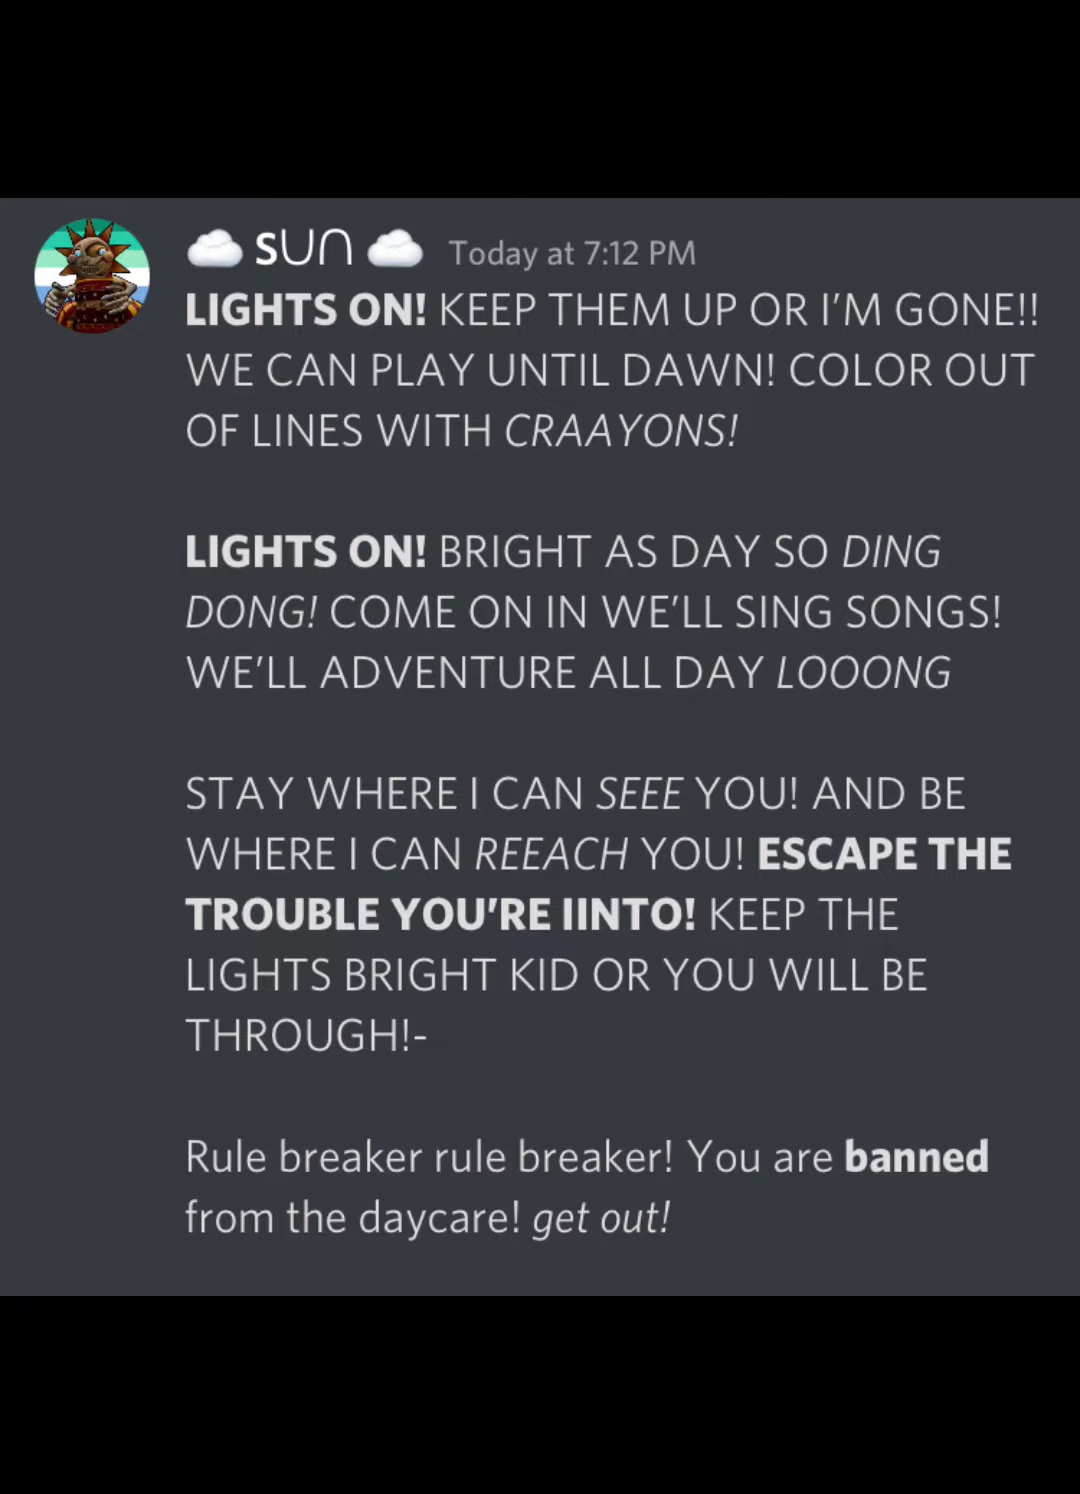 ☁️ sUn ☁️ Today at 7:12 PM
LIGHTS ON! KEEP THEM UP OR I'M GONE!!
WE CAN PLAY UNTIL DAWN! COLOR OUT
OF LINES WITH CRAAYONS!
LIGHTS ON! BRIGHT AS DAY SO DING
DONG! COME ON IN WE'LL SING SONGS!
WE'LL ADVENTURE ALL DAY LOOONG
STAY WHERE I CAN SEEE YOU! AND BE
WHERE I CAN REEACH YOU! ESCAPE THE
TROUBLE YOU'RE IINTO! KEEP THE
LIGHTS BRIGHT KID OR YOU WILL BE
THROUGH!-
Rule breaker rule breaker! You are banned
from the daycare! get out!